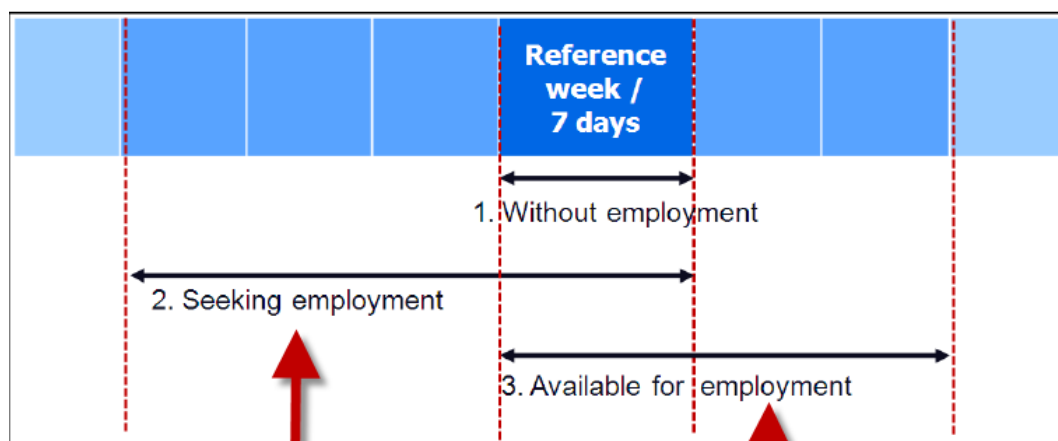 Reference
week /
7 days
1. Without employment
2. Seeking employment
3. Available for employment